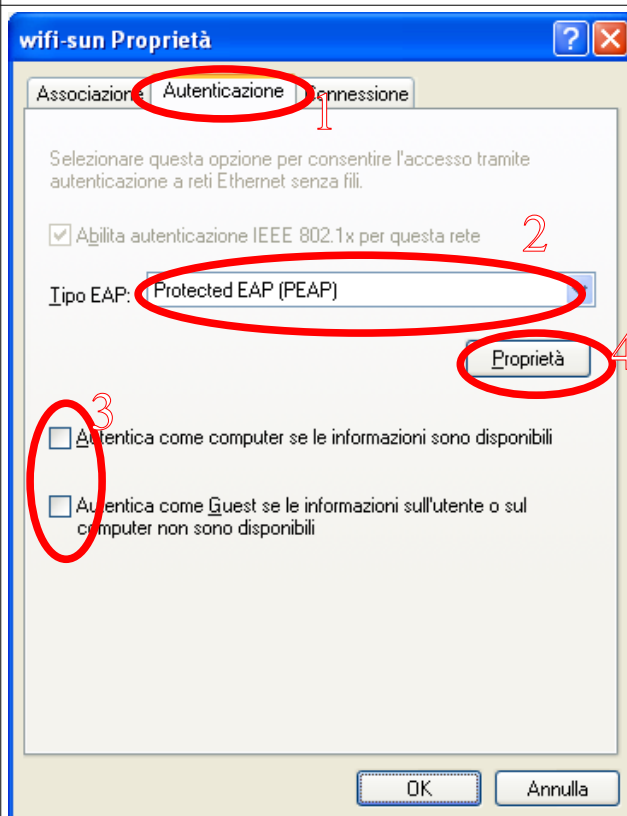 wifi-sun Proprietà
Associazione Autenticazione Connessione
1
Selezionare questa opzione per consentire l'accesso tramite
autenticazione a reti Ethernet senza fili.
Abilita autenticazione IEEE 802.1x per questa rete
2
Tipo EAP: Protected EAP (PEAP)
Proprietà
4
3
Autentica come computer se le informazioni sono disponibili
Autentica come Guest se le informazioni sull'utente o sul
computer non sono disponibili
OK Annulla